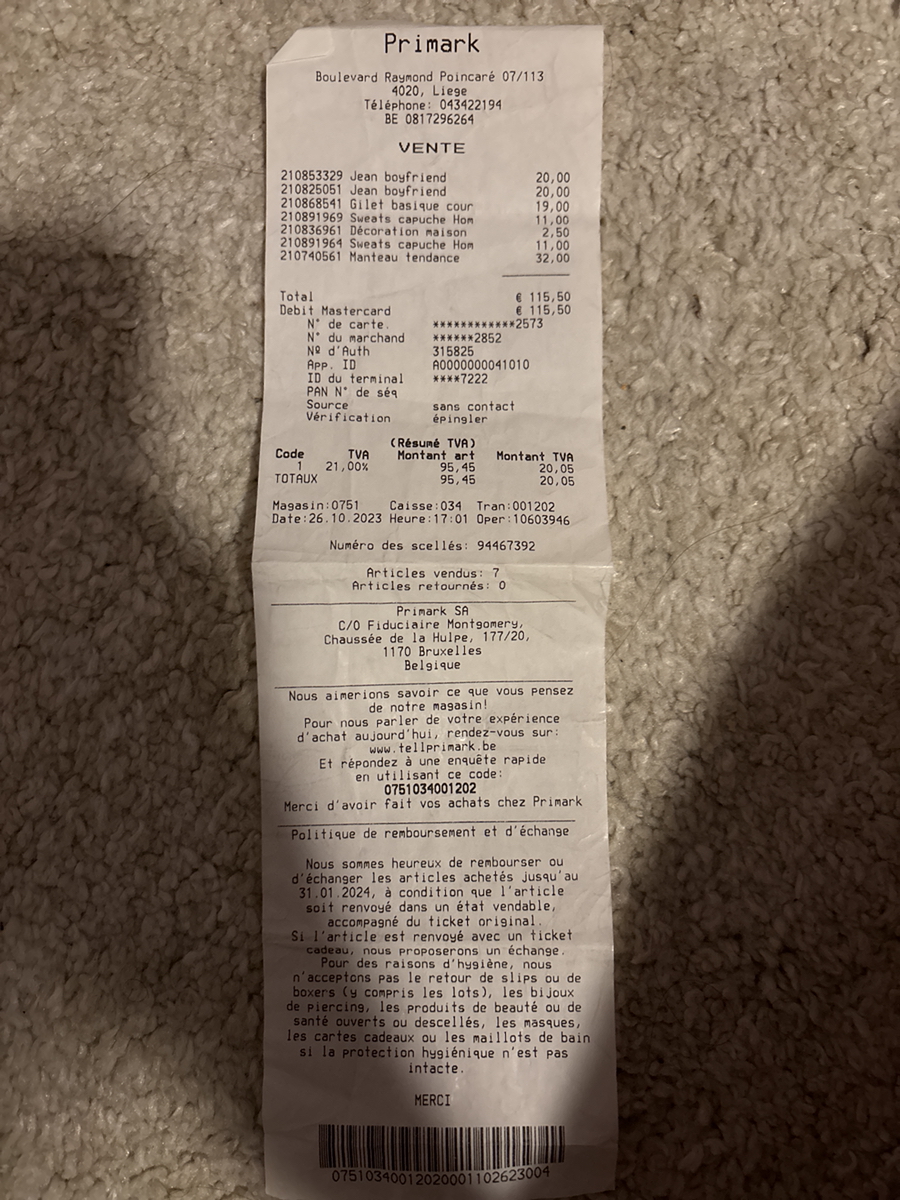 Primark
Boulevard Raymond Poincaré 07/113
4020, Liege
Téléphone: 043422194
BE 0817296264
VENTE
210853329 Jean boyfriend 20,00
210825051 Jean boyfriend 20,00
210868541 Gilet basique cour 19,00
210891969 Sweats capuche Hom 11,00
210836961 Décoration maison 2,50
210891964 Sweats capuche Hom 11,00
210740561 Manteau tendance 32,00
Total € 115,50
Debit Mastercard € 115,50
N° de carte. ************2573
N° du marchand ******2852
Nº d'Auth 315825
App. ID A0000000041010
ID du terminal ****7222
PAN N° de séq
Source sans contact
Vérification épingler
(Résumé TVA)
Code TVA Montant art Montant TVA
1 21,00% 95,45 20,05
TOTAUX 95,45 20,05
Magasin:0751 Caisse:034 Tran:001202
Date:26.10.2023 Heure:17:01 Oper:10603946
Numéro des scellés: 94467392
Articles vendus: 7
Articles retournés: 0
Primark SA
C/O Fiduciaire Montgomery,
Chaussée de la Hulpe, 177/20,
1170 Bruxelles
Belgique
Nous aimerions savoir ce que vous pensez
de notre magasin!
Pour nous parler de votre expérience
d'achat aujourd'hui, rendez-vous sur:
www.tellprimark.be
Et répondez à une enquête rapide
en utilisant ce code:
0751034001202
Merci d'avoir fait vos achats chez Primark
Politique de remboursement et d'échange
Nous sommes heureux de rembourser ou
d'échanger les articles achetés jusqu'au
31.01.2024, à condition que l'article
soit renvoyé dans un état vendable,
accompagné du ticket original.
Si l'article est renvoyé avec un ticket
cadeau, nous proposerons un échange.
Pour des raisons d'hygiène, nous
n'acceptons pas le retour de slips ou de
boxers (y compris les lots), les bijoux
de piercing, les produits de beauté ou de
santé ouverts ou descellés, les masques,
les cartes cadeaux ou les maillots de bain
si la protection hygiénique n'est pas
intacte.
MERCI
07510340012020001102623004